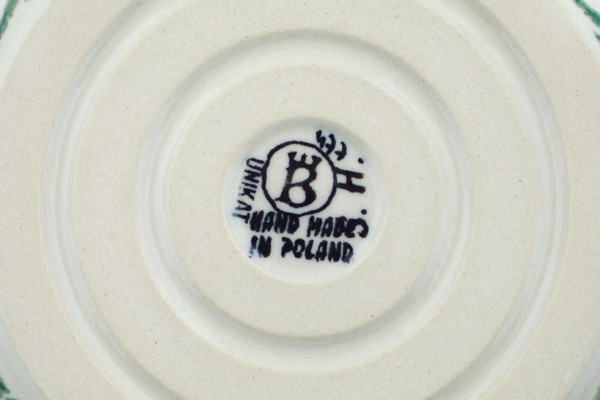 UNIKAT
B
HAND MADE
IN POLAND